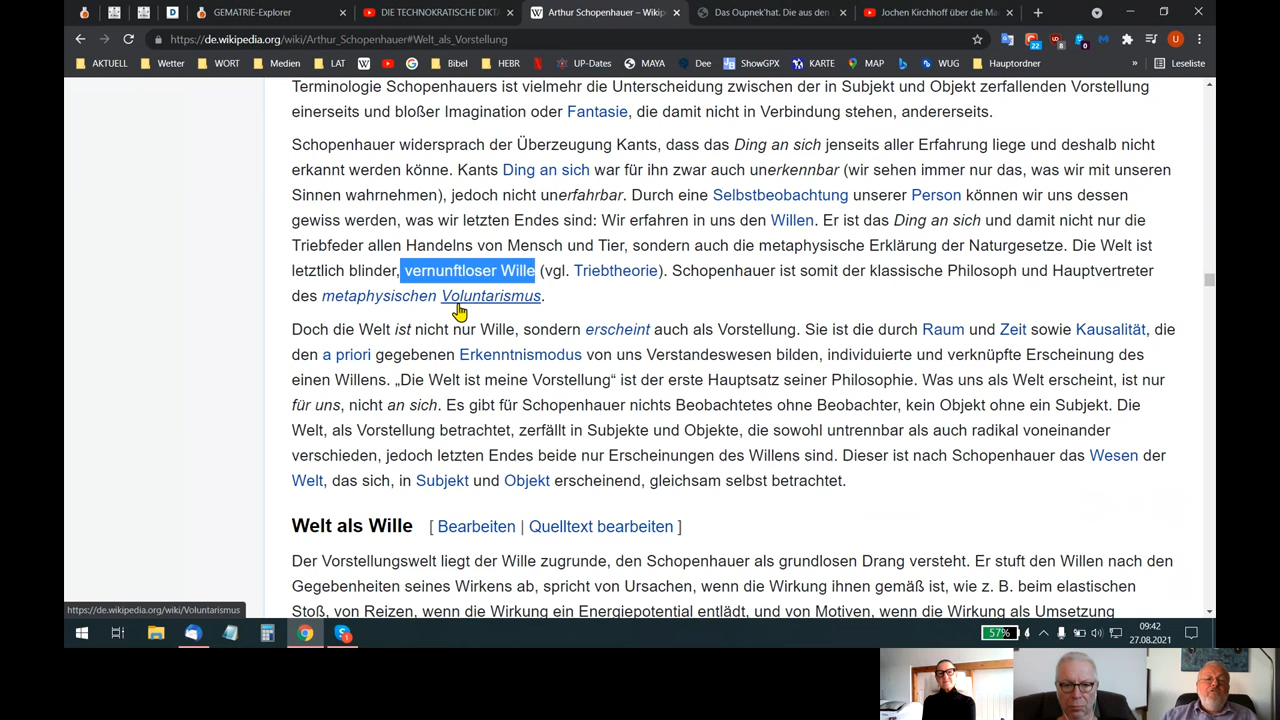 GEMATRIE-Explorer
DIE TECHNOKRATISCHE DIKT
Arthur Schopenhauer – Wikip
Das Oupnek'hat. Die aus den
Jochen Kirchhoff über die Ma
https://de.wikipedia.org/wiki/Arthur_Schopenhauer#Welt_als_Vorstellung
22
8
0
U
AKTUELL
Wetter
WORT
Medien
LAT
Bibel
HEBR
UP-Dates
MAYA
Dee
ShowGPX
KARTE
MAP
WUG
Hauptordner
»
Leseliste
Terminologie Schopenhauers ist vielmehr die Unterscheidung zwischen der in Subjekt und Objekt zerfallenden Vorstellung
einerseits und bloßer Imagination oder Fantasie, die damit nicht in Verbindung stehen, andererseits.
Schopenhauer widersprach der Überzeugung Kants, dass das Ding an sich jenseits aller Erfahrung liege und deshalb nicht
erkannt werden könne. Kants Ding an sich war für ihn zwar auch unerkennbar (wir sehen immer nur das, was wir mit unseren
Sinnen wahrnehmen), jedoch nicht unerfahrbar. Durch eine Selbstbeobachtung unserer Person können wir uns dessen
gewiss werden, was wir letzten Endes sind: Wir erfahren in uns den Willen. Er ist das Ding an sich und damit nicht nur die
Triebfeder allen Handelns von Mensch und Tier, sondern auch die metaphysische Erklärung der Naturgesetze. Die Welt ist
letztlich blinder, vernunftloser Wille (vgl. Triebtheorie). Schopenhauer ist somit der klassische Philosoph und Hauptvertreter
des metaphysischen Voluntarismus.
Doch die Welt ist nicht nur Wille, sondern erscheint auch als Vorstellung. Sie ist die durch Raum und Zeit sowie Kausalität, die
den a priori gegebenen Erkenntnismodus von uns Verstandeswesen bilden, individuierte und verknüpfte Erscheinung des
einen Willens. „Die Welt ist meine Vorstellung“ ist der erste Hauptsatz seiner Philosophie. Was uns als Welt erscheint, ist nur
für uns, nicht an sich. Es gibt für Schopenhauer nichts Beobachtetes ohne Beobachter, kein Objekt ohne ein Subjekt. Die
Welt, als Vorstellung betrachtet, zerfällt in Subjekte und Objekte, die sowohl untrennbar als auch radikal voneinander
verschieden, jedoch letzten Endes beide nur Erscheinungen des Willens sind. Dieser ist nach Schopenhauer das Wesen der
Welt, das sich, in Subjekt und Objekt erscheinend, gleichsam selbst betrachtet.
Welt als Wille [ Bearbeiten | Quelltext bearbeiten ]
Der Vorstellungswelt liegt der Wille zugrunde, den Schopenhauer als grundlosen Drang versteht. Er stuft den Willen nach den
Gegebenheiten seines Wirkens ab, spricht von Ursachen, wenn die Wirkung ihnen gemäß ist, wie z. B. beim elastischen
Stoß, von Reizen, wenn die Wirkung ein Energiepotential entlädt, und von Motiven, wenn die Wirkung als Umsetzung
https://de.wikipedia.org/wiki/Voluntarismus
57%
09:42
27.08.2021